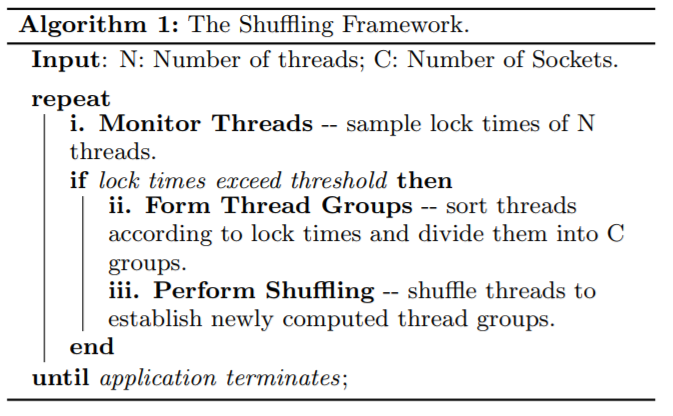 Algorithm 1: The Shuffling Framework.
Input: N: Number of threads; C: Number of Sockets.
repeat
i. Monitor Threads -- sample lock times of N
threads.
if lock times exceed threshold then
ii. Form Thread Groups -- sort threads
according to lock times and divide them into C
groups.
iii. Perform Shuffling -- shuffle threads to
establish newly computed thread groups.
end
until application terminates;